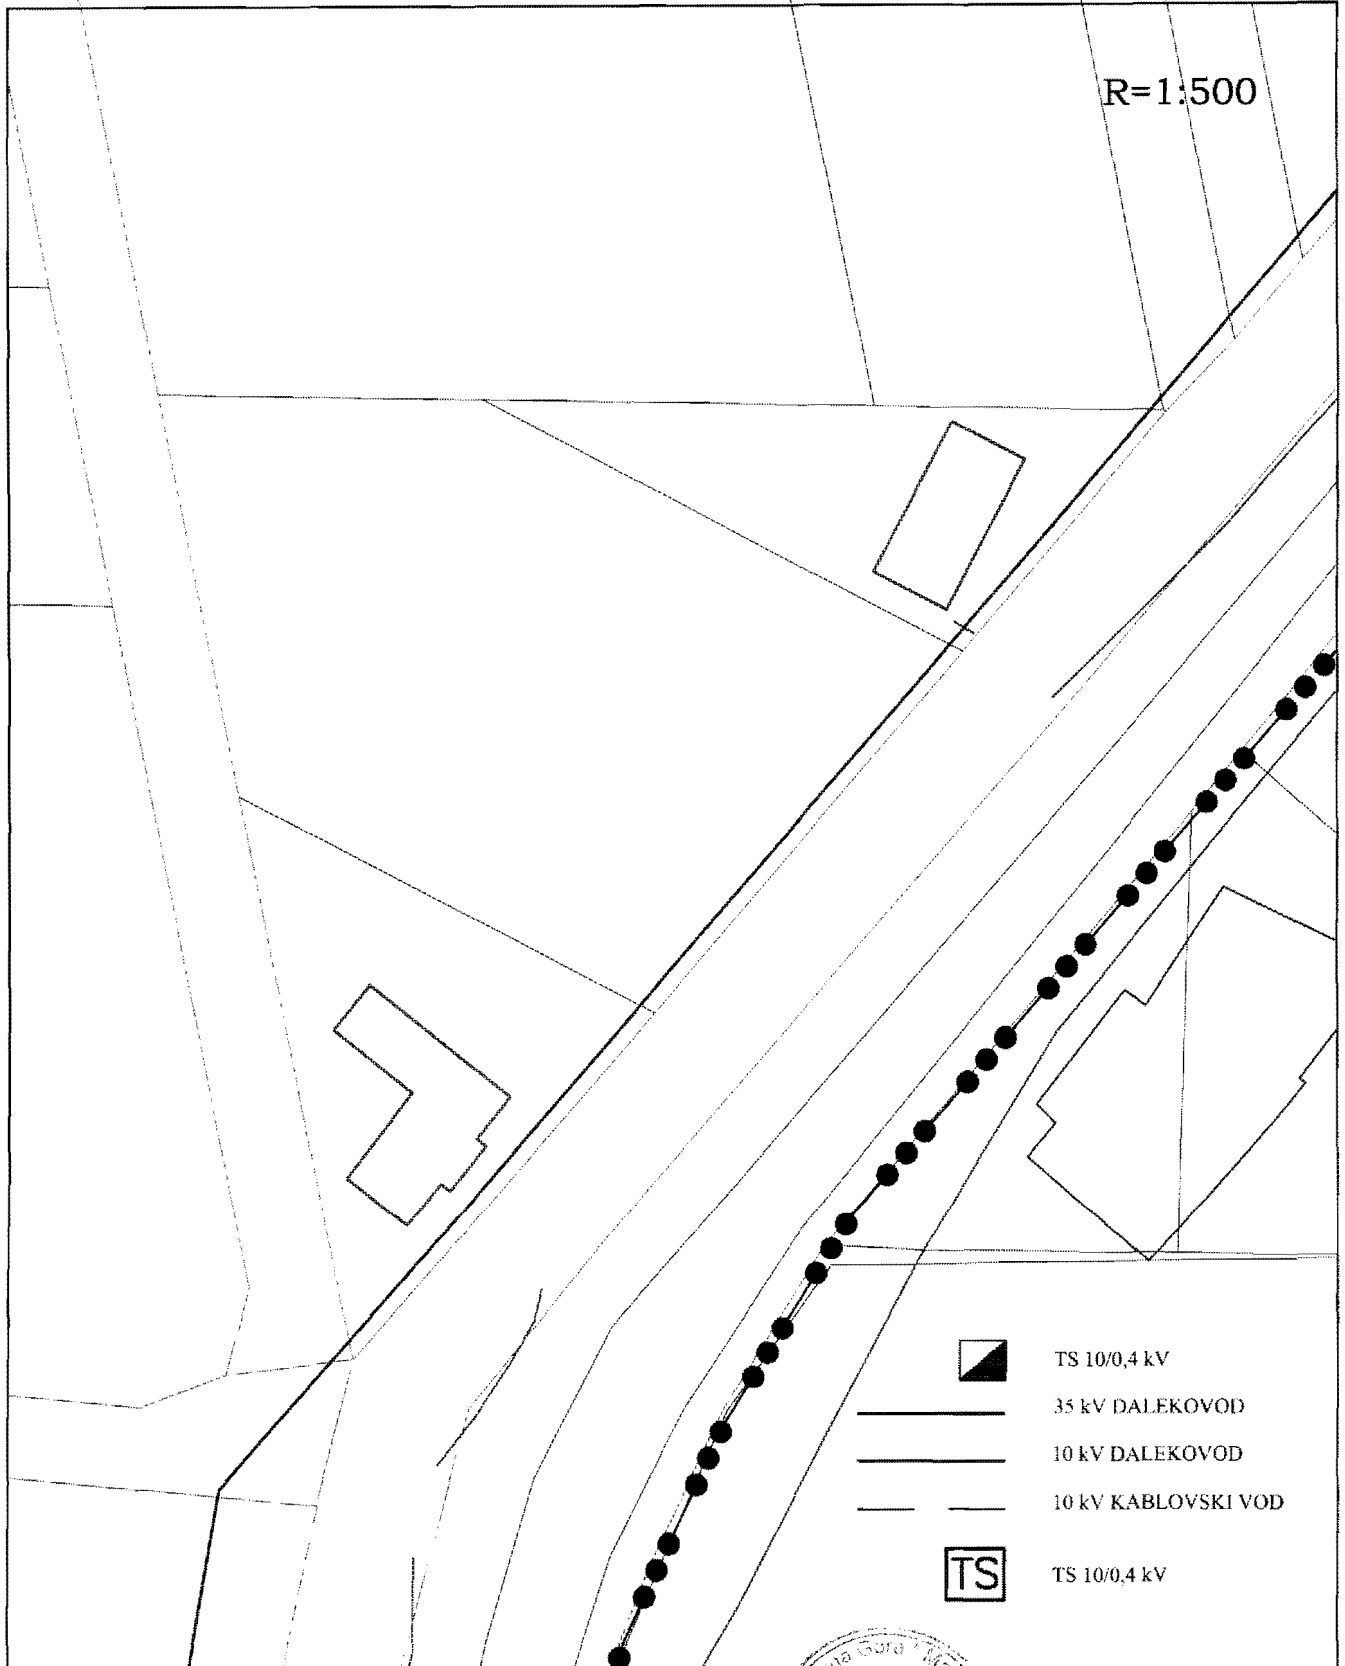 R=1:500
TS 10/0,4 kV
35 kV DALEKOVOD
10 kV DALEKOVOD
10 kV KABLOVSKI VOD
TS
TS 10/0,4 kV
Gora